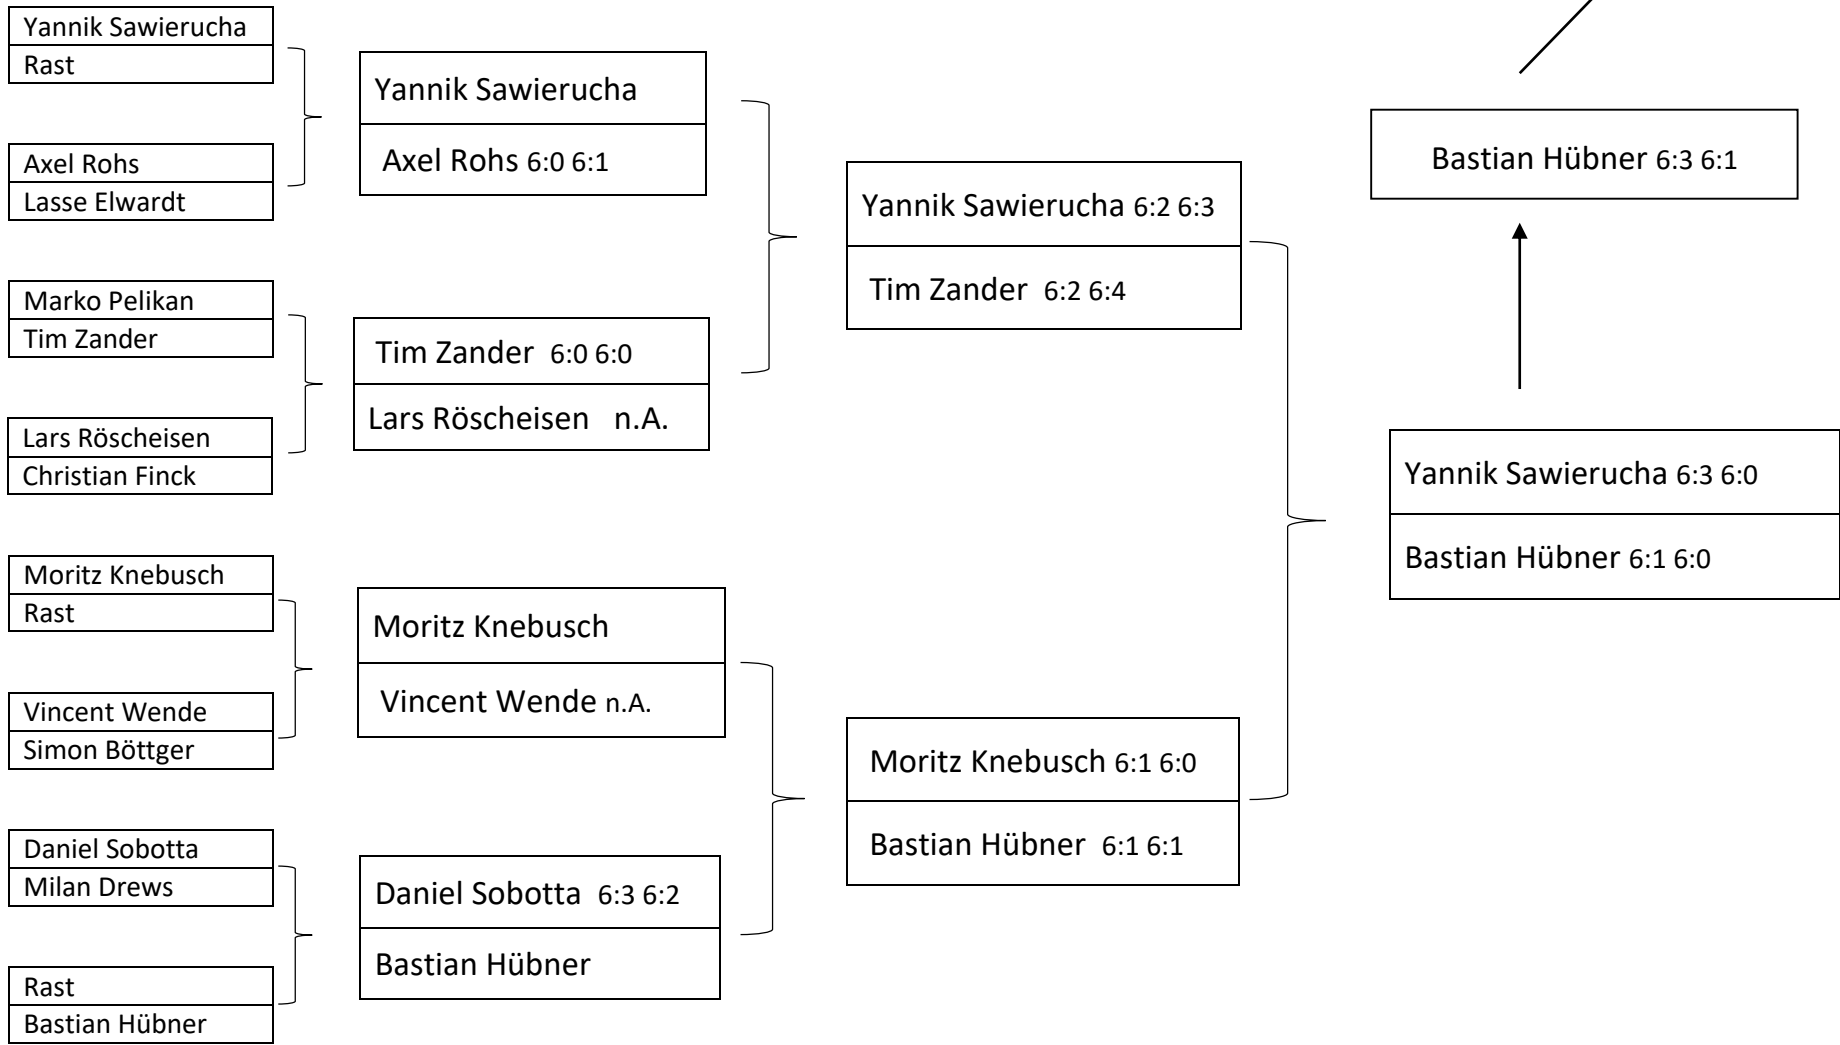 Yannik Sawierucha
Rast
Axel Rohs
Lasse Elwardt
Marko Pelikan
Tim Zander
Lars Röscheisen
Christian Finck
Moritz Knebusch
Rast
Vincent Wende
Simon Böttger
Daniel Sobotta
Milan Drews
Rast
Bastian Hübner
Yannik Sawierucha
Axel Rohs 6:0 6:1
Tim Zander 6:0 6:0
Lars Röscheisen n.A.
Moritz Knebusch
Vincent Wende n.A.
Daniel Sobotta 6:3 6:2
Bastian Hübner
Yannik Sawierucha 6:2 6:3
Tim Zander 6:2 6:4
Moritz Knebusch 6:1 6:0
Bastian Hübner 6:1 6:1
Bastian Hübner 6:3 6:1
Yannik Sawierucha 6:3 6:0
Bastian Hübner 6:1 6:0